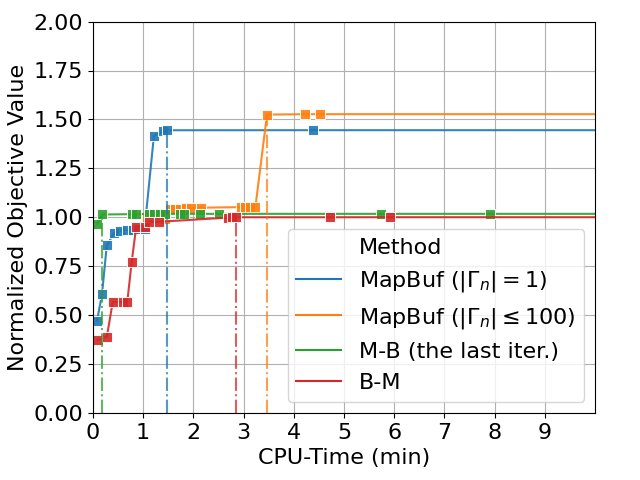 2.00
1.75
1.50
1.25
1.00
0.75
0.50
0.25
0.00
Normalized Objective Value
0 1 2 3 4 5 6 7 8 9
CPU-Time (min)
Method
MapBuf (|Γₙ| = 1)
MapBuf (|Γₙ| ≤ 100)
M-B (the last iter.)
B-M